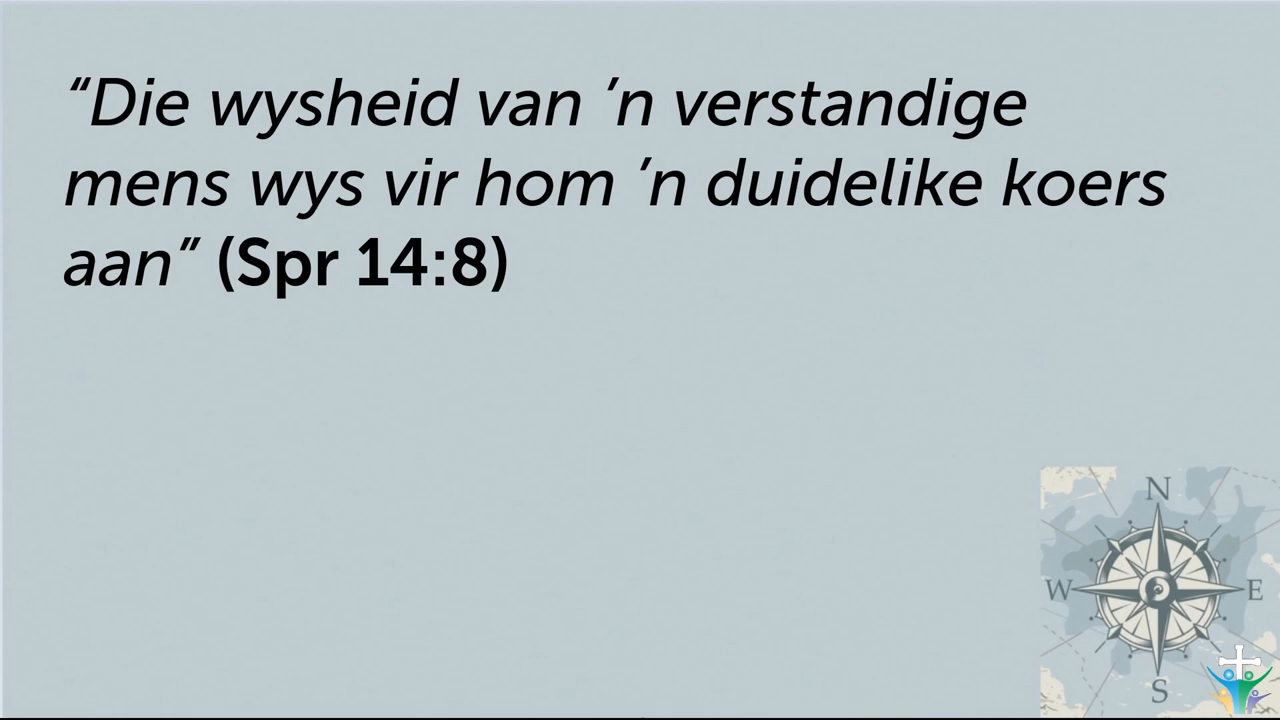 “Die wysheid van ’n verstandige
mens wys vir hom ’n duidelike koers
aan” (Spr 14:8)
N
W E
S